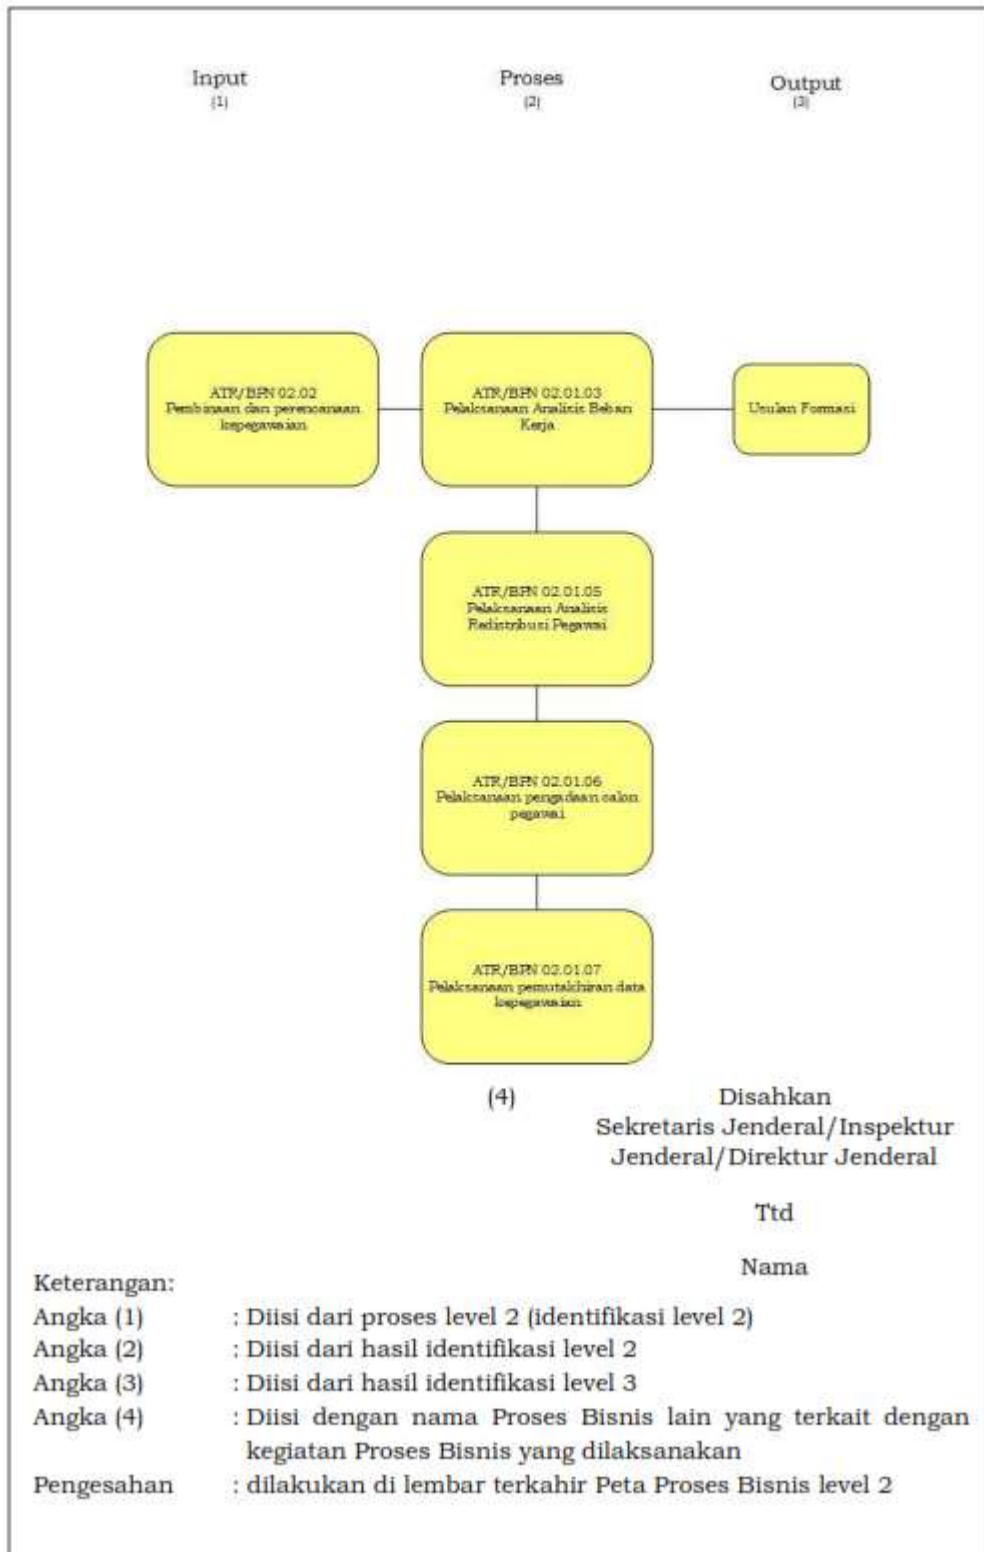 Input
(1)
Proses
(2)
Output
(3)
ATR/BPN 02.02
Pembinaan dan perencanaan
kepegawaian
ATR/BPN 02.01.03
Pelaksanaan Analisis Beban
Kerja
Usulan Formasi
ATR/BPN 02.01.05
Pelaksanaan Analisis
Redistribusi Pegawai
ATR/BPN 02.01.06
Pelaksanaan pengadaan calon
pegawai
ATR/BPN 02.01.07
Pelaksanaan pemutakhiran data
kepegawaian
(4)
Disahkan
Sekretaris Jenderal/Inspektur
Jenderal/Direktur Jenderal
Ttd
Nama
Keterangan:
Angka (1) : Diisi dari proses level 2 (identifikasi level 2)
Angka (2) : Diisi dari hasil identifikasi level 2
Angka (3) : Diisi dari hasil identifikasi level 3
Angka (4) : Diisi dengan nama Proses Bisnis lain yang terkait dengan
kegiatan Proses Bisnis yang dilaksanakan
Pengesahan : dilakukan di lembar terkahir Peta Proses Bisnis level 2